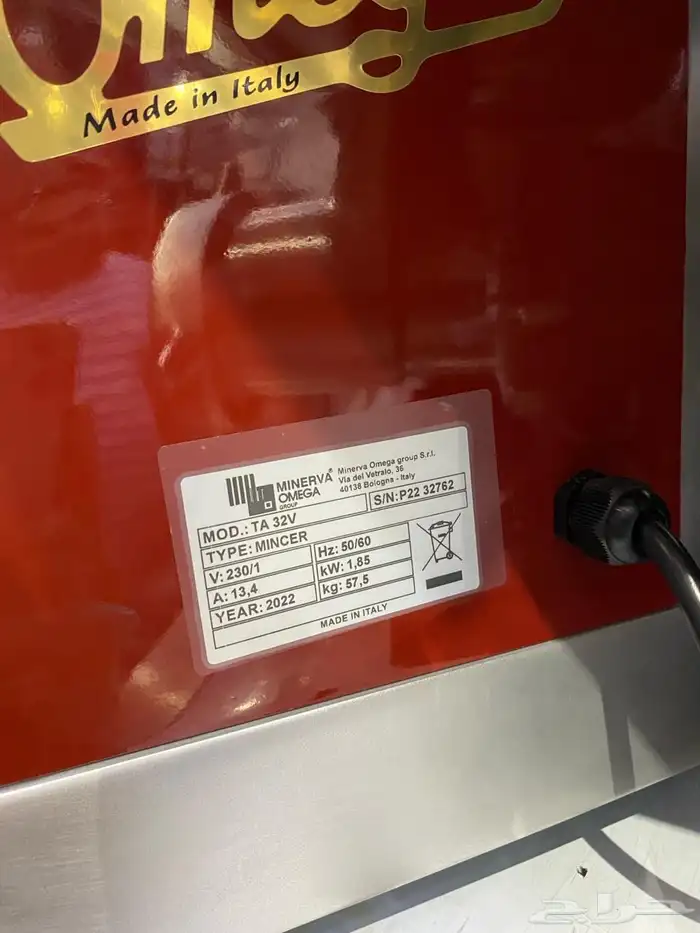 Made in Italy
MINERVA
OMEGA
GROUP
Minerva Omega group S.r.l.
Via del Vetraio, 36
40138 Bologna - Italy
MOD.: TA 32V
S/N: P22 32762
TYPE: MINCER
V: 230/1
Hz: 50/60
A: 13,4
kW: 1,85
YEAR: 2022
kg: 57,5
MADE IN ITALY
حراج